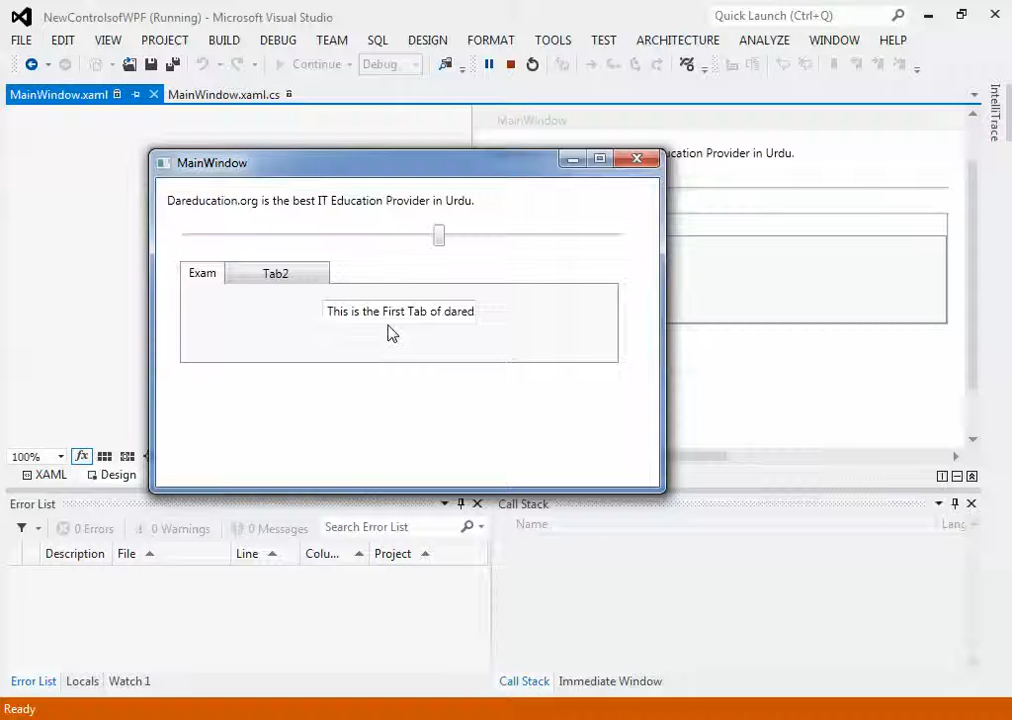 NewControlsofWPF (Running) - Microsoft Visual Studio
Quick Launch (Ctrl+Q)
FILE EDIT VIEW PROJECT BUILD DEBUG TEAM SQL DESIGN FORMAT TOOLS TEST ARCHITECTURE ANALYZE WINDOW HELP
Continue Debug
MainWindow.xaml MainWindow.xaml.cs
IntelliTrace
MainWindow
ucation Provider in Urdu.
MainWindow
Dareducation.org is the best IT Education Provider in Urdu.
Exam Tab2
This is the First Tab of dared
100% fx
XAML Design
Error List Call Stack
0 Errors 0 Warnings 0 Messages Search Error List
Name Lang
Description File Line Colu... Project
Error List Locals Watch 1 Call Stack Immediate Window
Ready